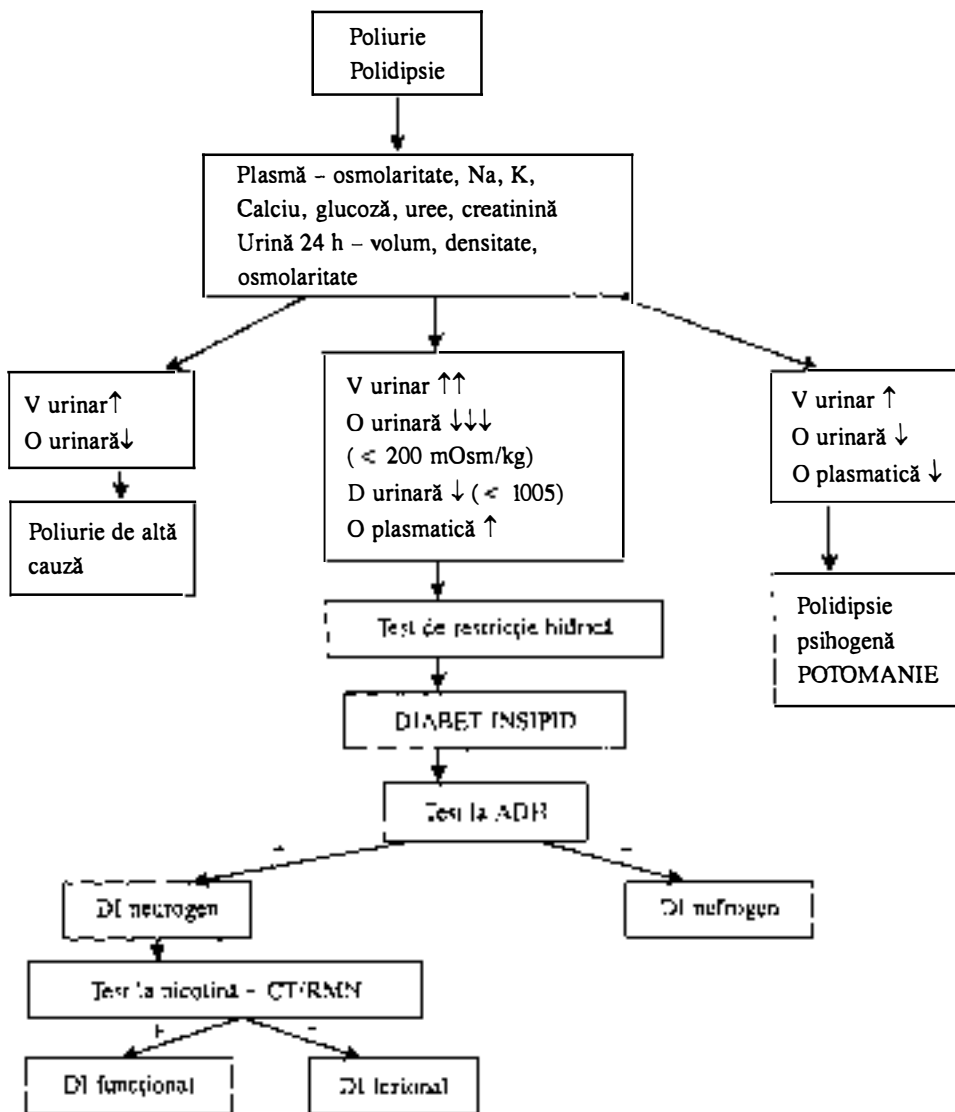 Poliurie
Polidipsie
Plasmă – osmolaritate, Na, K,
Calciu, glucoză, uree, creatinină
Urină 24 h – volum, densitate,
osmolaritate
V urinar↑
O urinară↓
Poliurie de altă
cauză
V urinar ↑↑
O urinară ↓↓↓
( < 200 mOsm/kg)
D urinară ↓ ( < 1005)
O plasmatică ↑
V urinar ↑
O urinară ↓
O plasmatică ↓
Polidipsie
psihogenă
POTOMANIE
Test de restricție hidrică
DIABET INSIPID
Test la ADH
+
–
DI neurogen
DI nefrogen
Test la nicotină – CT/RMN
+
–
DI funcțional
DI lezional